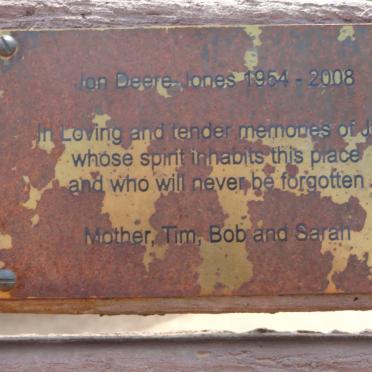 Jon Deere-Jones 1954 - 2008
In Loving and tender memories of J
whose spirit inhabits this place
and who will never be forgotten
Mother, Tim, Bob and Sarah